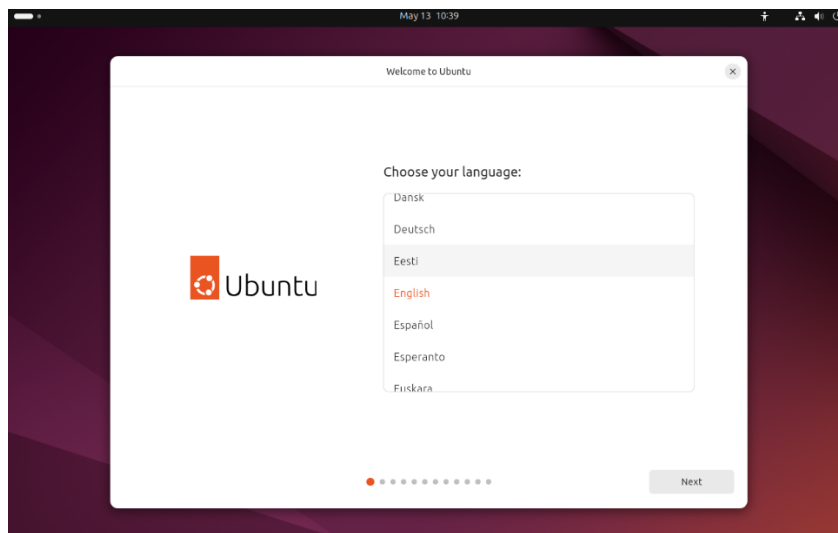 May 13 10:39
Welcome to Ubuntu
Choose your language:
Dansk
Deutsch
Eesti
Ubuntu
English
Español
Esperanto
Euskara
Next